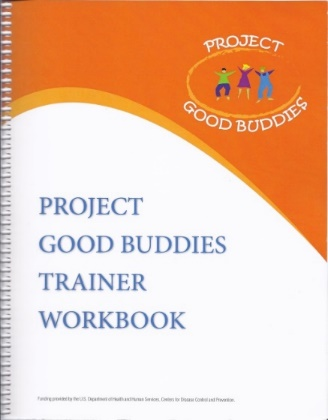 PROJECT
GOOD BUDDIES
PROJECT
GOOD BUDDIES
TRAINER
WORKBOOK
Funding provided by the U.S. Department of Health and Human Services, Centers for Disease Control and Prevention.